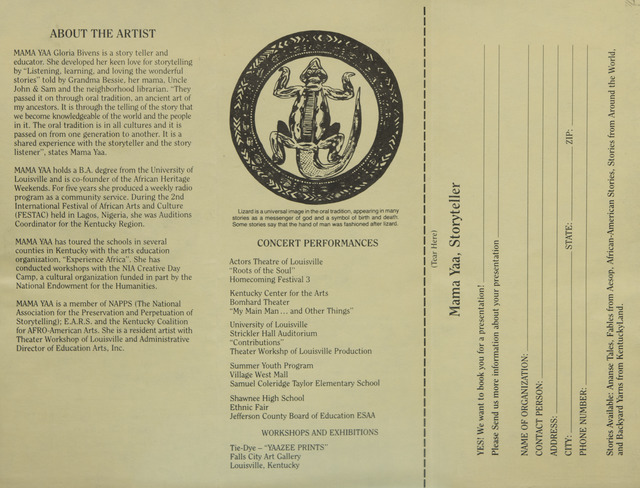 ABOUT THE ARTIST
MAMA YAA Gloria Bivens is a story teller and
educator. She developed her keen love for storytelling
by "Listening, learning, and loving the wonderful
stories" told by Grandma Bessie, her mama, Uncle
John & Sam and the neighborhood librarian. "They
passed it on through oral tradition, an ancient art of
my ancestors. It is through the telling of the story that
we become knowledgeable of the world and the people
in it. The oral tradition is in all cultures and it is
passed on from one generation to another. It is a
shared experience with the storyteller and the story
listener", states Mama Yaa.
MAMA YAA holds a B.A. degree from the University of
Louisville and is co-founder of the African Heritage
Weekends. For five years she produced a weekly radio
program as a community service. During the 2nd
International Festival of African Arts and Culture
(FESTAC) held in Lagos, Nigeria, she was Auditions
Coordinator for the Kentucky Region.
MAMA YAA has toured the schools in several
counties in Kentucky with the arts education
organization, "Experience Africa". She has
conducted workshops with the NIA Creative Day
Camp, a cultural organization funded in part by the
National Endowment for the Humanities.
MAMA YAA is a member of NAPPS (The National
Association for the Preservation and Perpetuation of
Storytelling); E.A.R.S. and the Kentucky Coalition
for AFRO-American Arts. She is a resident artist with
Theater Workshop of Louisville and Administrative
Director of Education Arts, Inc.
Lizard is a universal image in the oral tradition, appearing in many
stories as a messenger of god and a symbol of birth and death.
Some stories say that the hand of man was fashioned after lizard.
CONCERT PERFORMANCES
Actors Theatre of Louisville
"Roots of the Soul"
Homecoming Festival 3
Kentucky Center for the Arts
Bomhard Theater
"My Main Man ... and Other Things"
University of Louisville
Strickler Hall Auditorium
"Contributions"
Theater Workshp of Louisville Production
Summer Youth Program
Village West Mall
Samuel Coleridge Taylor Elementary School
Shawnee High School
Ethnic Fair
Jefferson County Board of Education ESAA
WORKSHOPS AND EXHIBITIONS
Tie-Dye – "YAAZEE PRINTS"
Falls City Art Gallery
Louisville, Kentucky
(Tear Here)
Mama Yaa, Storyteller
YES! We want to book you for a presentation!
Please Send us more information about your presentation
NAME OF ORGANIZATION:
CONTACT PERSON:
ADDRESS:
CITY: STATE: ZIP:
PHONE NUMBER:
Stories Available: Ananse Tales, Fables from Aesop, African-American Stories, Stories from Around the World,
and Backyard Yarns from KentuckyLand.